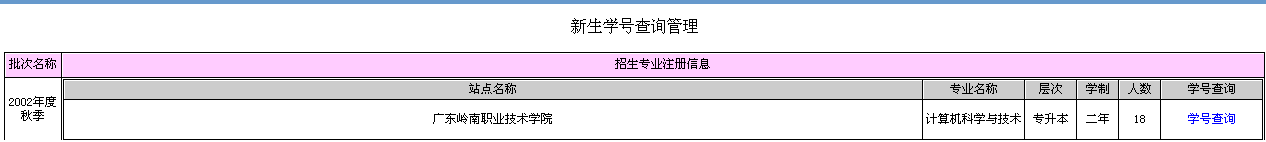 新生学号查询管理
批次名称 招生专业注册信息
站点名称 专业名称 层次 学制 人数 学号查询
2002年度
秋季
广东岭南职业技术学院 计算机科学与技术 专升本 二年 18 学号查询